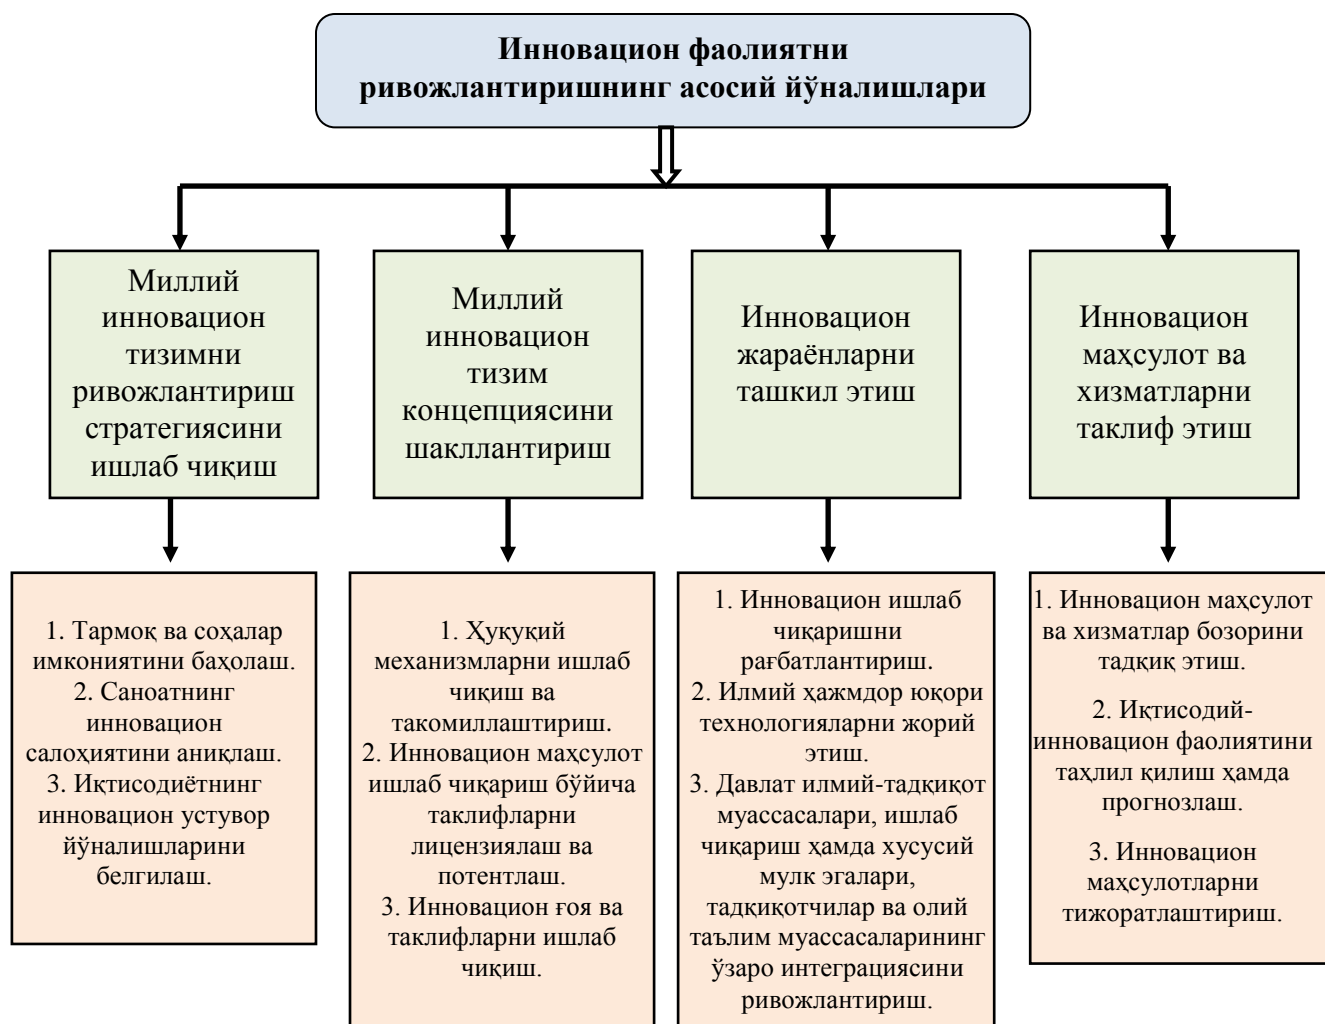 Инновацион фаолиятни
ривожлантиришнинг асосий йўналишлари
Миллий
инновацион
тизимни
ривожлантириш
стратегиясини
ишлаб чиқиш
Миллий
инновацион
тизим
концепциясини
шакллантириш
Инновацион
жараёнларни
ташкил этиш
Инновацион
маҳсулот ва
хизматларни
таклиф этиш
1. Тармоқ ва соҳалар
имкониятини баҳолаш.
2. Саноатнинг
инновацион
салоҳиятини аниқлаш.
3. Иқтисодиётнинг
инновацион устувор
йўналишларини
белгилаш.
1. Ҳуқуқий
механизмларни ишлаб
чиқиш ва
такомиллаштириш.
2. Инновацион маҳсулот
ишлаб чиқариш бўйича
таклифларни
лицензиялаш ва
потентлаш.
3. Инновацион ғоя ва
таклифларни ишлаб
чиқиш.
1. Инновацион ишлаб
чиқаришни
рағбатлантириш.
2. Илмий ҳажмдор юқори
технологияларни жорий
этиш.
3. Давлат илмий-тадқиқот
муассасалари, ишлаб
чиқариш ҳамда хусусий
мулк эгалари,
тадқиқотчилар ва олий
таълим муассасаларининг
ўзаро интеграциясини
ривожлантириш.
1. Инновацион маҳсулот
ва хизматлар бозорини
тадқиқ этиш.
2. Иқтисодий-
инновацион фаолиятини
таҳлил қилиш ҳамда
прогнозлаш.
3. Инновацион
маҳсулотларни
тижоратлаштириш.